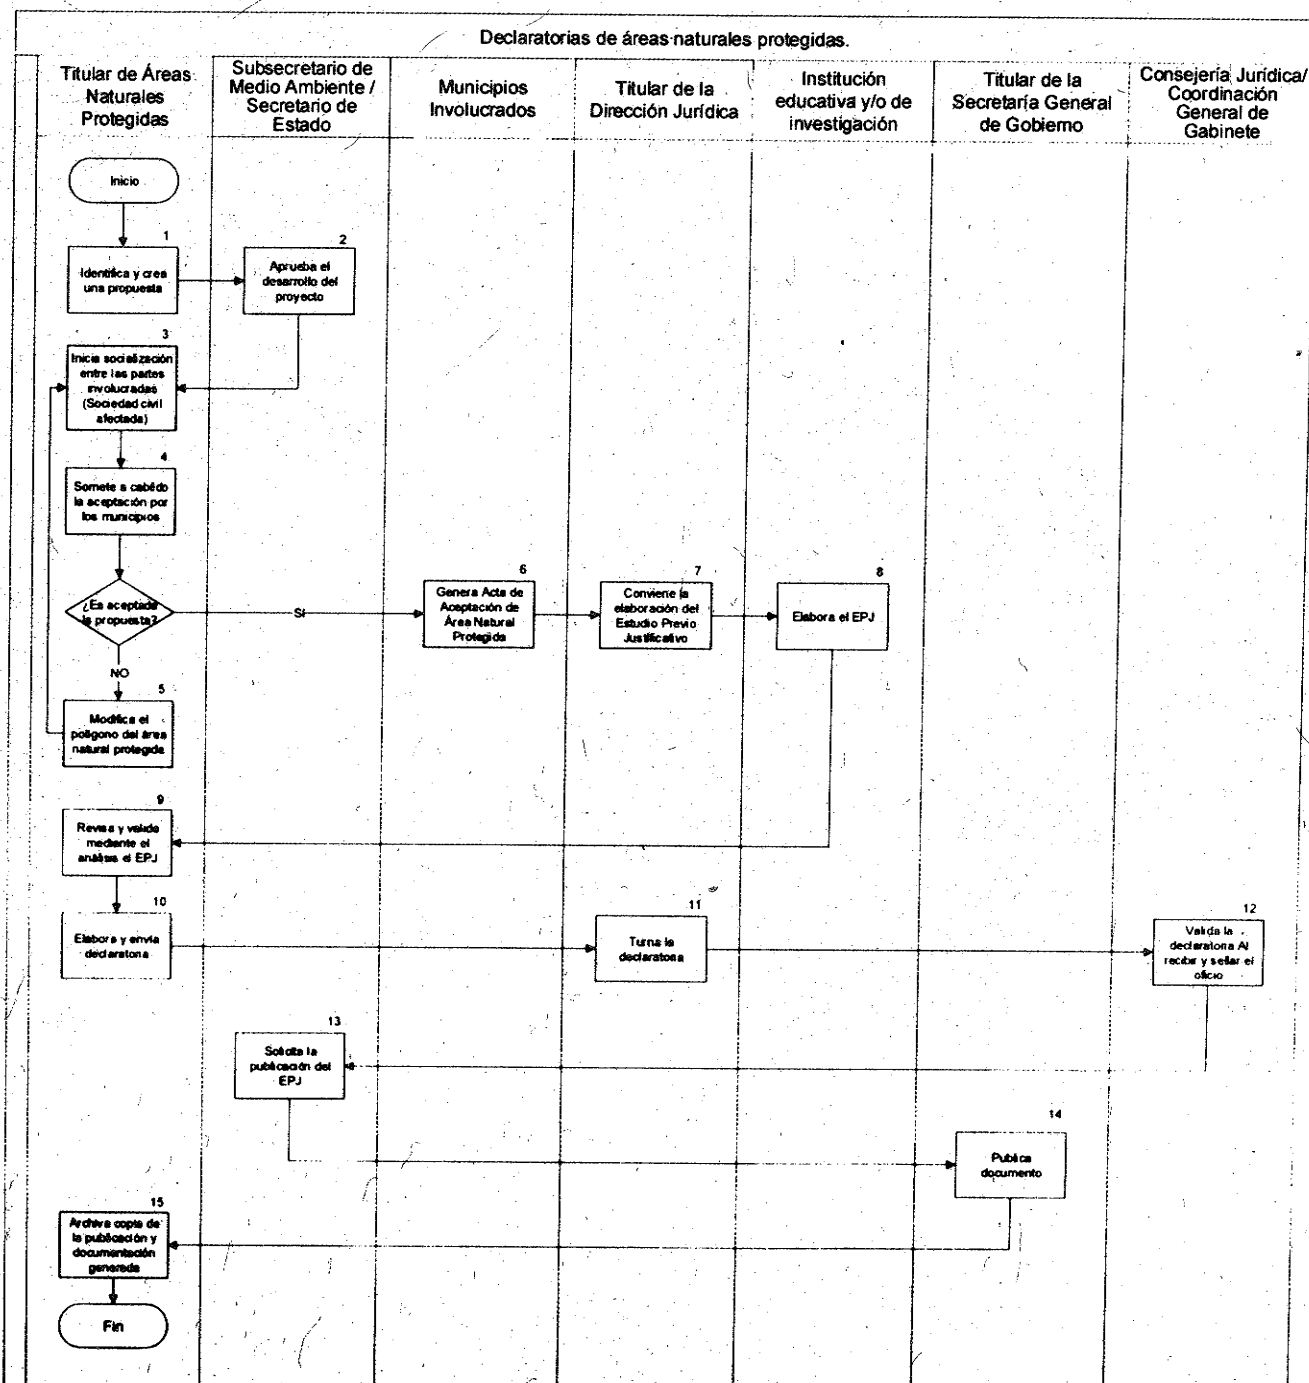 Declaratorias de áreas naturales protegidas.
Titular de Áreas
Naturales
Protegidas
Subsecretario de
Medio Ambiente /
Secretario de
Estado
Municipios
Involucrados
Titular de la
Dirección Jurídica
Institución
educativa y/o de
investigación
Titular de la
Secretaría General
de Gobierno
Consejería Jurídica/
Coordinación
General de
Gabinete
Inicio
1
Identifica y crea
una propuesta
2
Aprueba el
desarrollo del
proyecto
3
Inicia socialización
entre las partes
involucradas
(Sociedad civil
afectada)
4
Somete a cabildo
la aceptación por
los municipios
¿Es aceptada
la propuesta?
SI
NO
5
Modifica el
polígono del área
natural protegida
6
Genera Acta de
Aceptación de
Área Natural
Protegida
7
Conviene la
elaboración del
Estudio Previo
Justificativo
8
Elabora el EPJ
9
Revisa y valida
mediante el
análisis el EPJ
10
Elabora y envía
declaratoria
11
Turna la
declaratoria
12
Valida la
declaratoria Al
recibir y sellar el
oficio
13
Solicita la
publicación del
EPJ
14
Publica
documento
15
Archiva copia de
la publicación y
documentación
generada
Fin